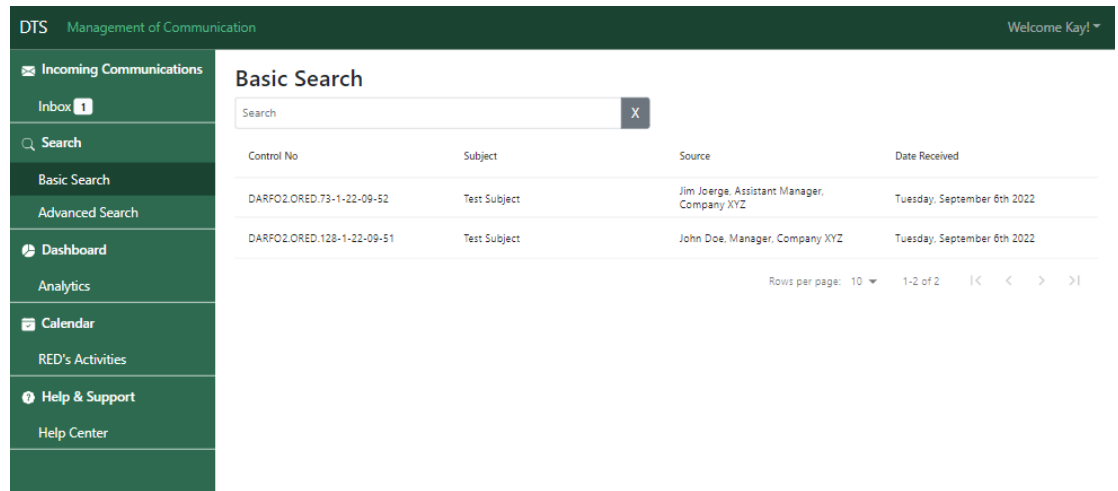 DTS Management of Communication Welcome Kay!
Incoming Communications
Inbox 1
Search
Basic Search
Advanced Search
Dashboard
Analytics
Calendar
RED's Activities
Help & Support
Help Center
Basic Search
Search X
Control No Subject Source Date Received
DARFO2.ORED.73-1-22-09-52 Test Subject Jim Joerge, Assistant Manager,
Company XYZ Tuesday, September 6th 2022
DARFO2.ORED.128-1-22-09-51 Test Subject John Doe, Manager, Company XYZ Tuesday, September 6th 2022
Rows per page: 10 1-2 of 2